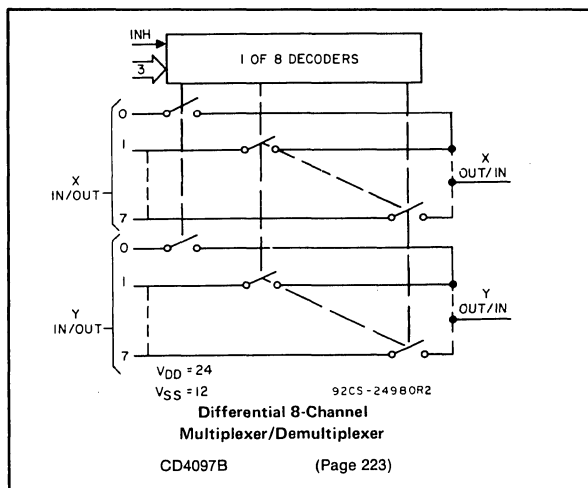 INH
3
1 OF 8 DECODERS
0
1
X
IN/OUT
7
X
OUT/IN
0
1
Y
IN/OUT
7
Y
OUT/IN
VDD = 24
VSS = 12
92CS-24980R2
Differential 8-Channel
Multiplexer/Demultiplexer
CD4097B (Page 223)